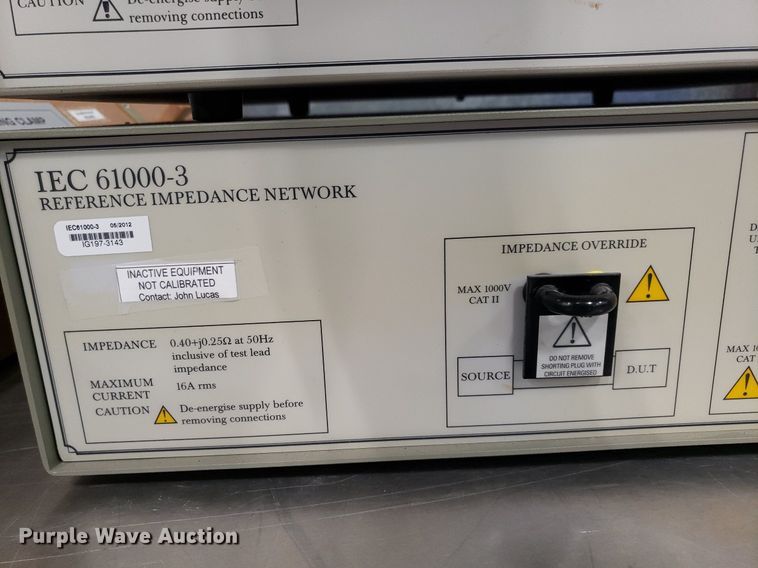 CAUTION
De-energise supply
removing connections
NG CLAMP
IEC 61000-3
REFERENCE IMPEDANCE NETWORK
IEC61000-3 05/2012
IG197-3143
INACTIVE EQUIPMENT
NOT CALIBRATED
Contact: John Lucas
IMPEDANCE 0.40+j0.25Ω at 50Hz
inclusive of test lead
impedance
MAXIMUM
CURRENT 16A rms
CAUTION De-energise supply before
removing connections
IMPEDANCE OVERRIDE
MAX 1000V
CAT II
DO NOT REMOVE
SHORTING PLUG WITH
CIRCUIT ENERGISED
SOURCE
D.U.T
MAX
Purple Wave Auction